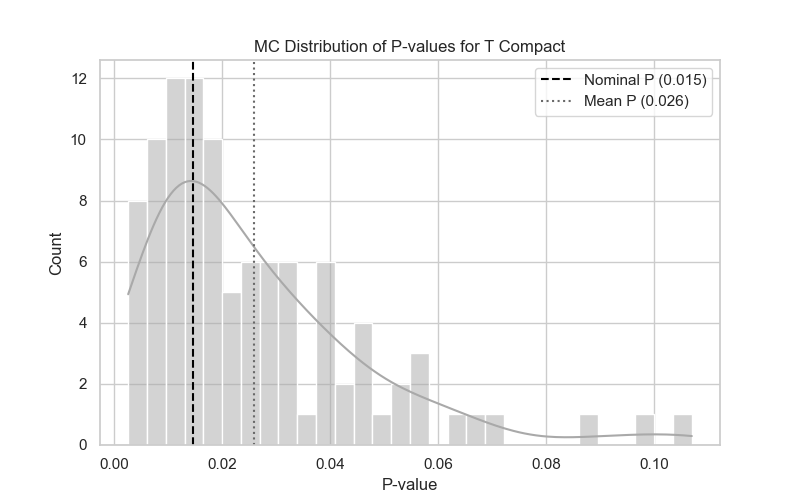 MC Distribution of P-values for T Compact
Nominal P (0.015)
Mean P (0.026)
Count
12
10
8
6
4
2
0
0.00 0.02 0.04 0.06 0.08 0.10
P-value